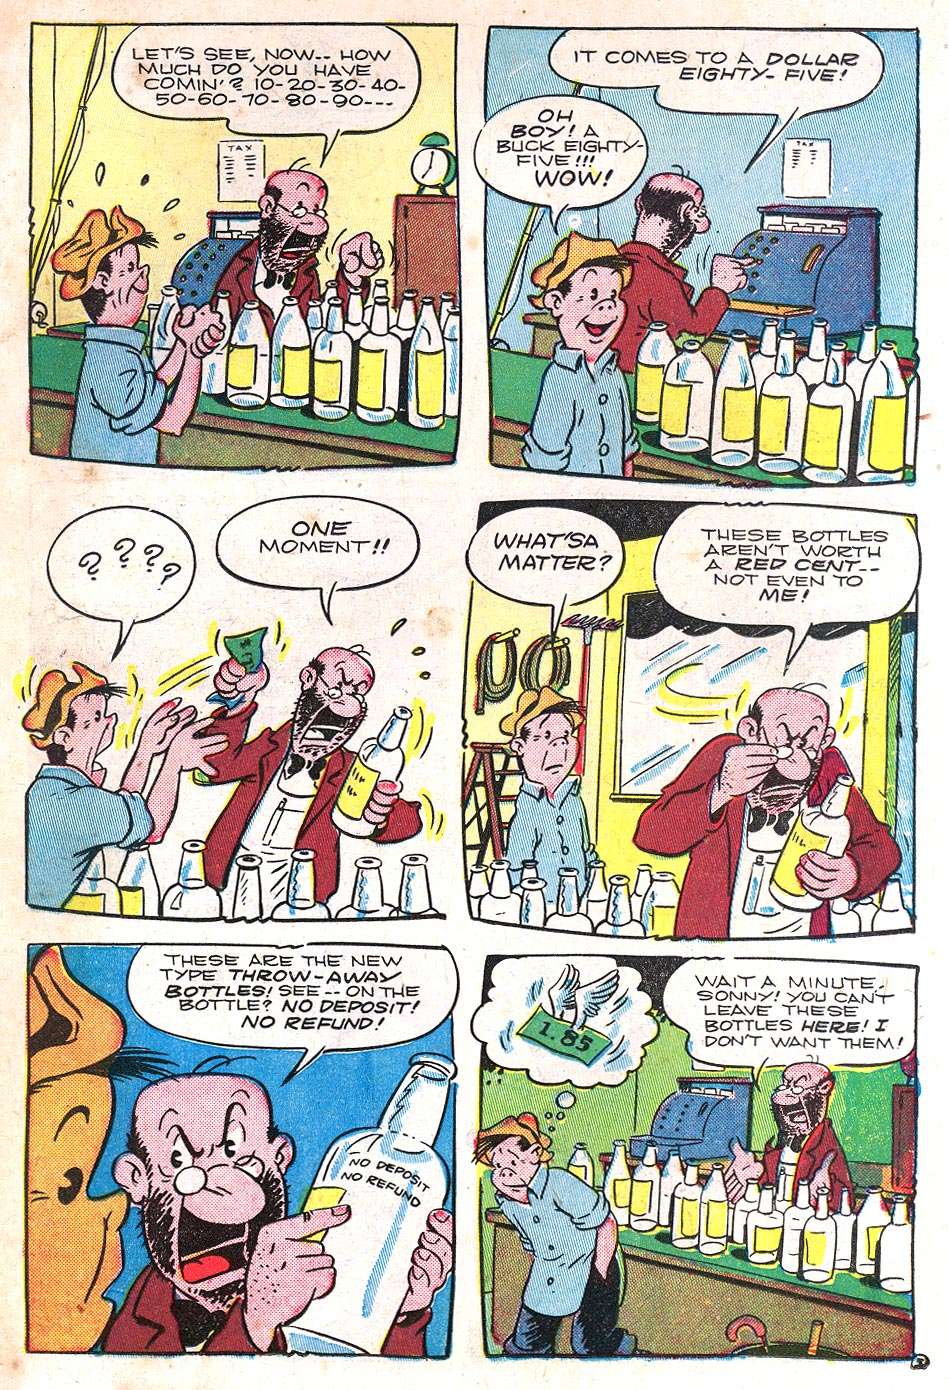 LET'S SEE, NOW-- HOW
MUCH DO YOU HAVE
COMIN'? 10-20-30-40-
50-60-70-80-90---
TAX
IT COMES TO A DOLLAR
EIGHTY-FIVE!
OH
BOY! A
BUCK EIGHTY-
FIVE!!!
WOW!
TAX
? ? ? ?
ONE
MOMENT!!
WHAT'SA
MATTER?
THESE BOTTLES
AREN'T WORTH
A RED CENT--
NOT EVEN TO
ME!
THESE ARE THE NEW
TYPE THROW-AWAY
BOTTLES! SEE-- ON THE
BOTTLE? NO DEPOSIT!
NO REFUND!
NO DEPOSIT
NO REFUND
1.85
WAIT A MINUTE,
SONNY! YOU CAN'T
LEAVE THESE
BOTTLES HERE! I
DON'T WANT THEM!